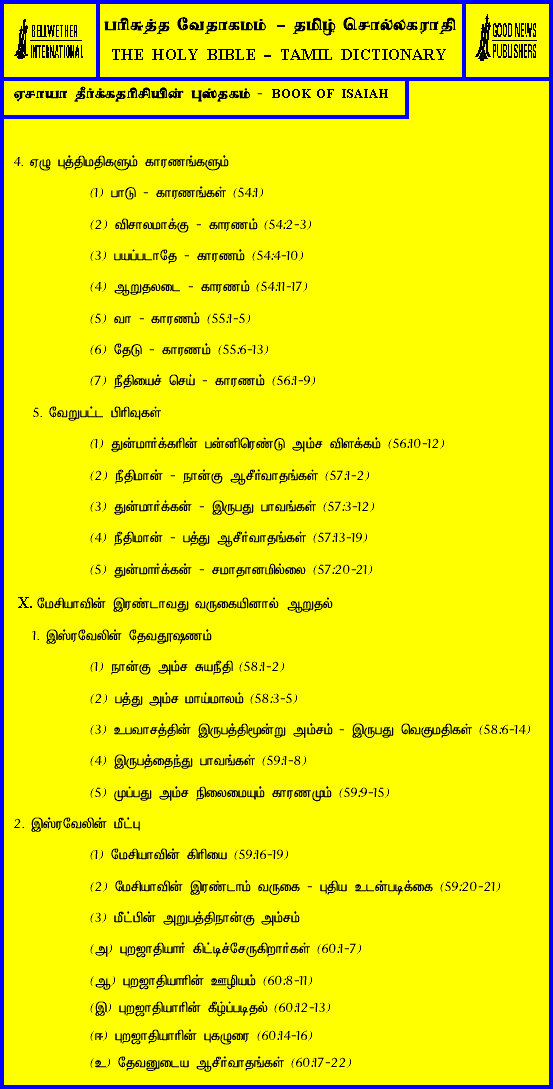 BELLWETHER
INTERNATIONAL
பரிசுத்த வேதாகமம் – தமிழ் சொல்லகராதி
THE HOLY BIBLE – TAMIL DICTIONARY
GOOD NEWS
PUBLISHERS
ஏசாயா தீர்க்கதரிசியின் புஸ்தகம் - BOOK OF ISAIAH
4. ஏழு புத்திமதிகளும் காரணங்களும்
(1) பாடு - காரணங்கள் (54:1)
(2) விசாலமாக்கு - காரணம் (54:2-3)
(3) பயப்படாதே - காரணம் (54:4-10)
(4) ஆறுதலடை - காரணம் (54:11-17)
(5) வா - காரணம் (55:1-5)
(6) தேடு - காரணம் (55:6-13)
(7) நீதியைச் செய் - காரணம் (56:1-9)
5. வேறுபட்ட பிரிவுகள்
(1) துன்மார்க்கரின் பன்னிரெண்டு அம்ச விளக்கம் (56:10-12)
(2) நீதிமான் - நான்கு ஆசீர்வாதங்கள் (57:1-2)
(3) துன்மார்க்கன் - இருபது பாவங்கள் (57:3-12)
(4) நீதிமான் - பத்து ஆசீர்வாதங்கள் (57:13-19)
(5) துன்மார்க்கன் - சமாதானமில்லை (57:20-21)
X. மேசியாவின் இரண்டாவது வருகையினால் ஆறுதல்
1. இஸ்ரவேலின் தேவதூஷணம்
(1) நான்கு அம்ச சுயநீதி (58:1-2)
(2) பத்து அம்ச மாய்மாலம் (58:3-5)
(3) உபவாசத்தின் இருபத்திமூன்று அம்சம் - இருபது வெகுமதிகள் (58:6-14)
(4) இருபத்தைந்து பாவங்கள் (59:1-8)
(5) முப்பது அம்ச நிலைமையும் காரணமும் (59:9-15)
2. இஸ்ரவேலின் மீட்பு
(1) மேசியாவின் கிரியை (59:16-19)
(2) மேசியாவின் இரண்டாம் வருகை - புதிய உடன்படிக்கை (59:20-21)
(3) மீட்பின் அறுபத்திநான்கு அம்சம்
(அ) புறஜாதியார் கிட்டிச்சேருகிறார்கள் (60:1-7)
(ஆ) புறஜாதியாரின் ஊழியம் (60:8-11)
(இ) புறஜாதியாரின் கீழ்ப்படிதல் (60:12-13)
(ஈ) புறஜாதியாரின் புகழுரை (60:14-16)
(உ) தேவனுடைய ஆசீர்வாதங்கள் (60:17-22)